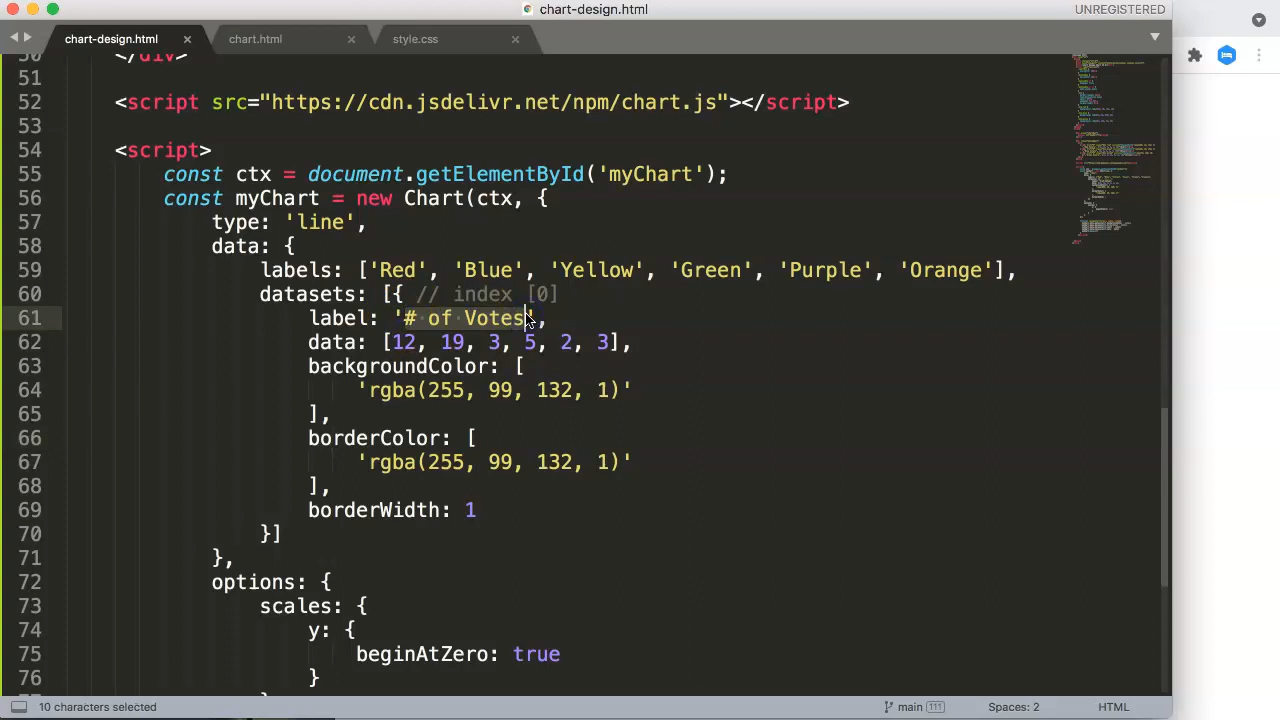 chart-design.html
UNREGISTERED
chart-design.html × chart.html × style.css ×
50 </div>
51
52 <script src="https://cdn.jsdelivr.net/npm/chart.js"></script>
53
54 <script>
55 const ctx = document.getElementById('myChart');
56 const myChart = new Chart(ctx, {
57 type: 'line',
58 data: {
59 labels: ['Red', 'Blue', 'Yellow', 'Green', 'Purple', 'Orange'],
60 datasets: [{ // index [0]
61 label: '# of Votes',
62 data: [12, 19, 3, 5, 2, 3],
63 backgroundColor: [
64 'rgba(255, 99, 132, 1)'
65 ],
66 borderColor: [
67 'rgba(255, 99, 132, 1)'
68 ],
69 borderWidth: 1
70 }]
71 },
72 options: {
73 scales: {
74 y: {
75 beginAtZero: true
76 }
10 characters selected
main 111
Spaces: 2
HTML